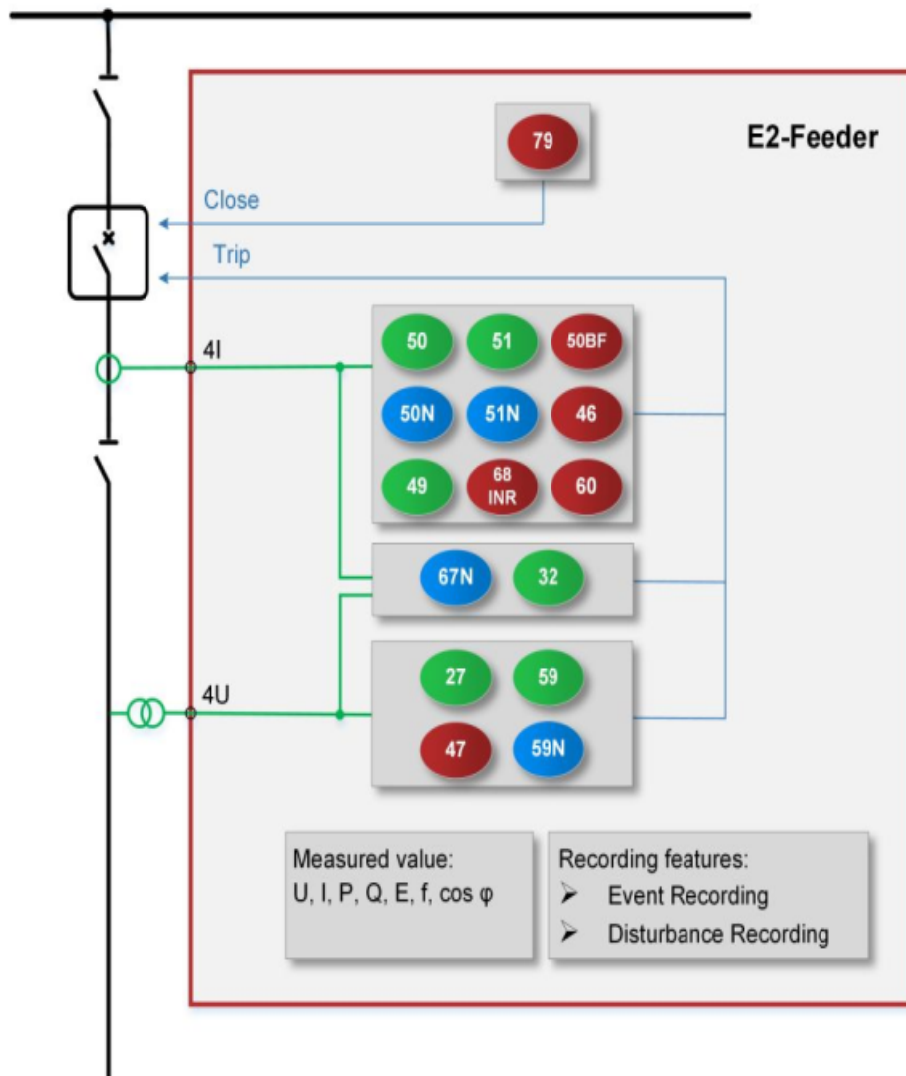 E2-Feeder
79
Close
Trip
4I
50 51 50BF
50N 51N 46
49 68 INR 60
67N 32
4U
27 59
47 59N
Measured value:
U, I, P, Q, E, f, cos φ
Recording features:
➢ Event Recording
➢ Disturbance Recording